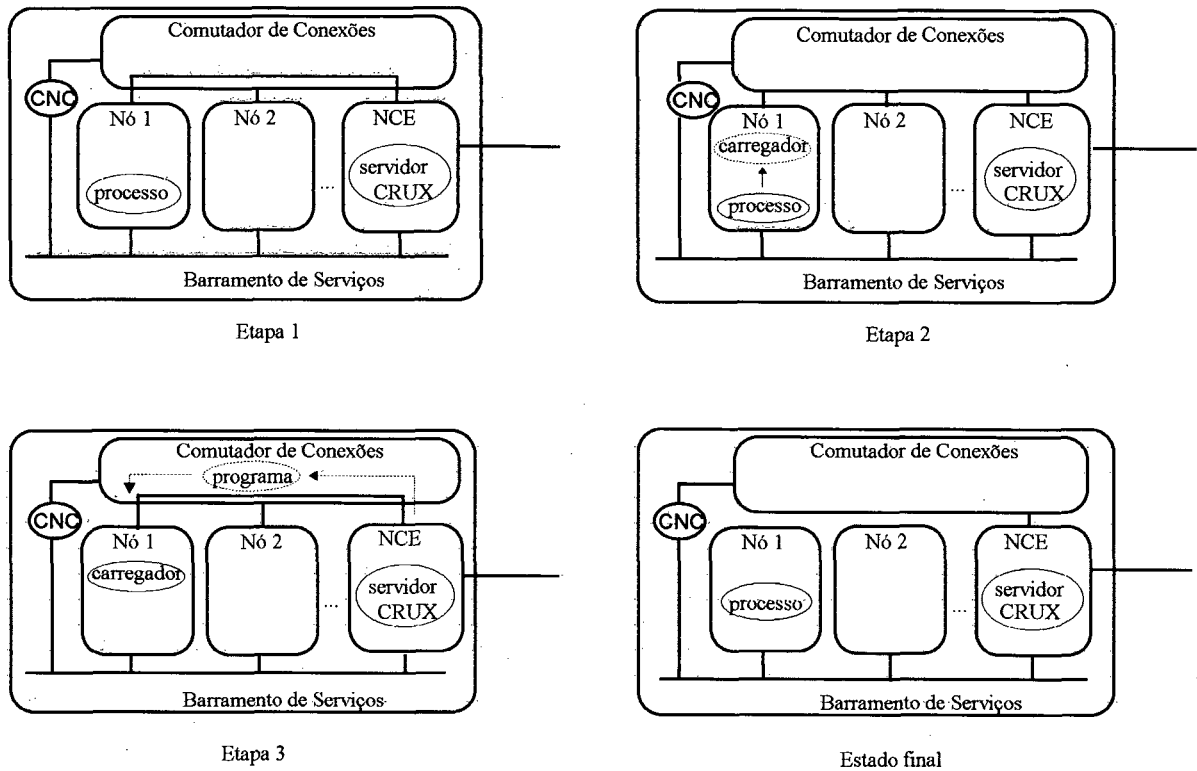 Comutador de Conexões
CNC
Nó 1
Nó 2
NCE
processo
...
servidor
CRUX
Barramento de Serviços
Etapa 1
Comutador de Conexões
CNC
Nó 1
Nó 2
NCE
carregador
processo
...
servidor
CRUX
Barramento de Serviços
Etapa 2
Comutador de Conexões
programa
CNC
Nó 1
Nó 2
NCE
carregador
...
servidor
CRUX
Barramento de Serviços
Etapa 3
Comutador de Conexões
CNC
Nó 1
Nó 2
NCE
processo
...
servidor
CRUX
Barramento de Serviços
Estado final